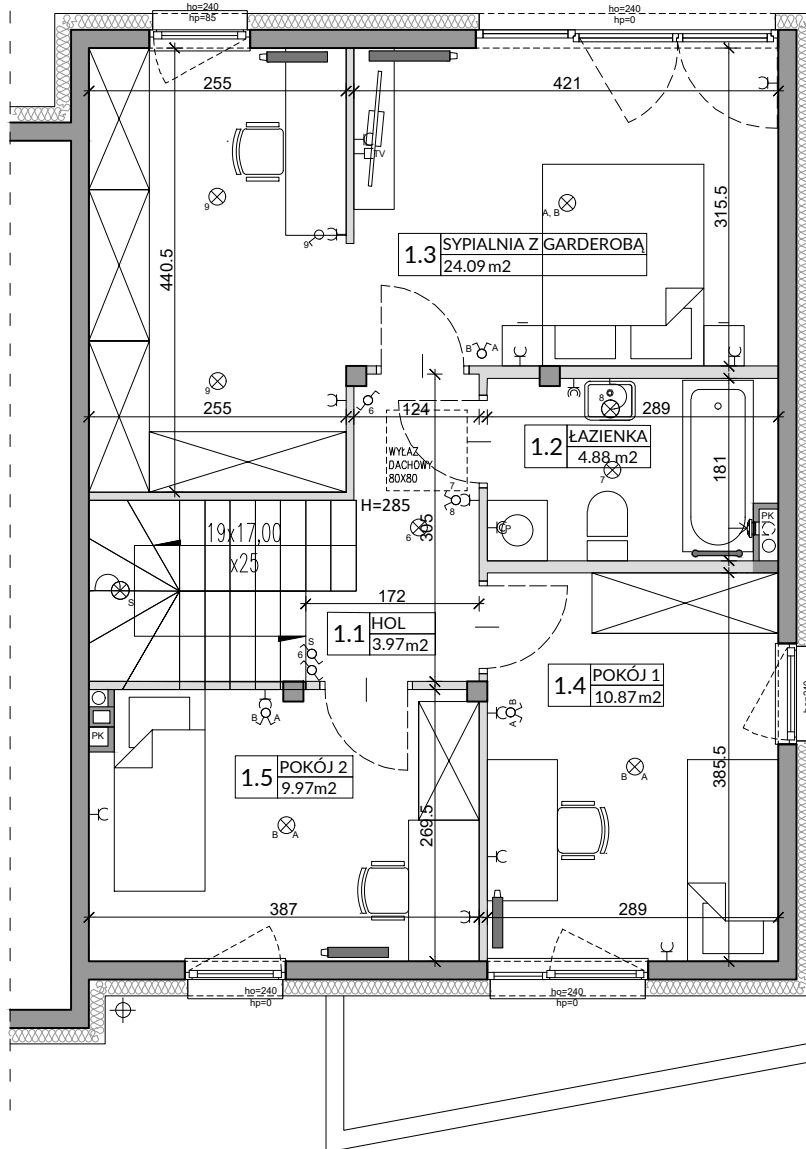 ho=240
hp=85
ho=240
hp=0
255
421
TV
9
A, B
315.5
9
1.3 SYPIALNIA Z GARDEROBĄ
24.09 m2
440.5
B A
9
6
8
255
124
289
WYŁAZ
DACHOWY
80X80
1.2 ŁAZIENKA
4.88 m2
7
181
7
8
H=285
6
395
CP
PK
19x17,00
x25
S
172
1.1 HOL
3.97m2
S
6
1.4 POKÓJ 1
10.87m2
ho=240
B A
B
A
PK
1.5 POKÓJ 2
9.97m2
B A
385.5
B A
269.5
387
289
ho=240
hp=0
ho=240
hp=0